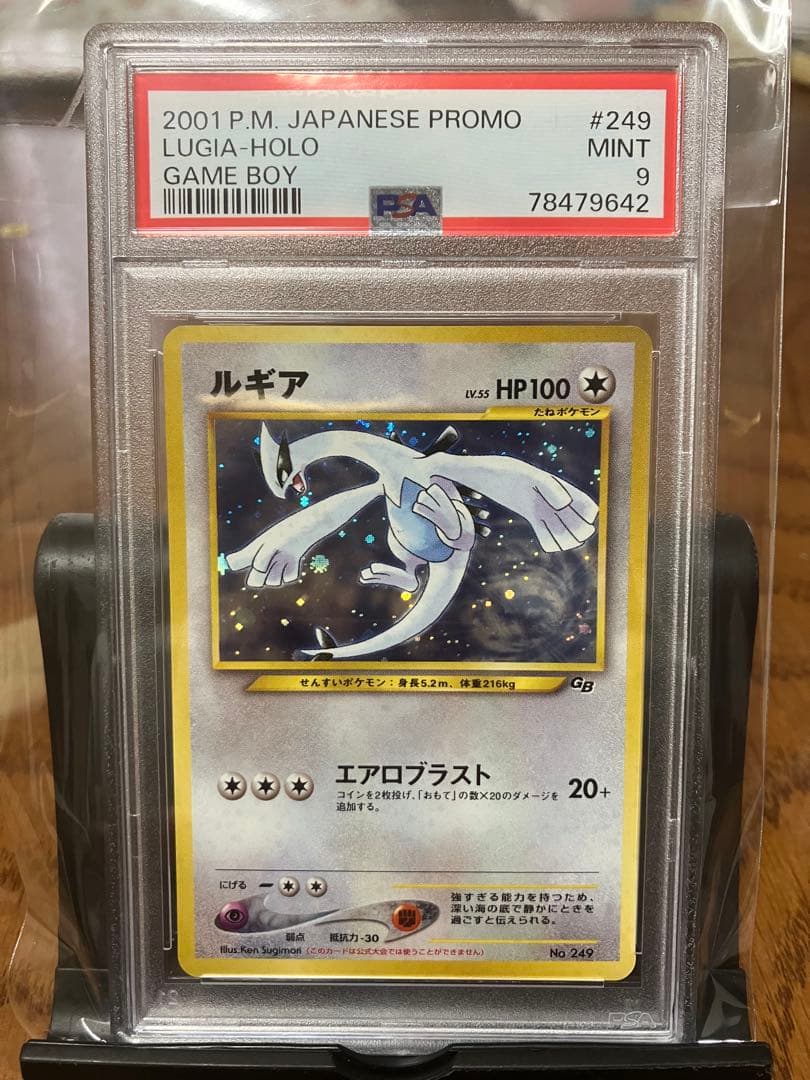 2001 P.M. JAPANESE PROMO #249
LUGIA-HOLO MINT
GAME BOY 9
PSA 78479642
ルギア LV.55 HP100
たねポケモン
せんすいポケモン：身長5.2m、体重216kg GB
エアロブラスト 20+
コインを2枚投げ、「おもて」の数×20のダメージを
追加する。
にげる
強すぎる能力を持つため、
深い海の底で静かにときを
過ごすと伝えられる。
弱点 抵抗力-30
Illus.Ken Sugimori (このカードは公式大会では使うことができません) No 249
PSA